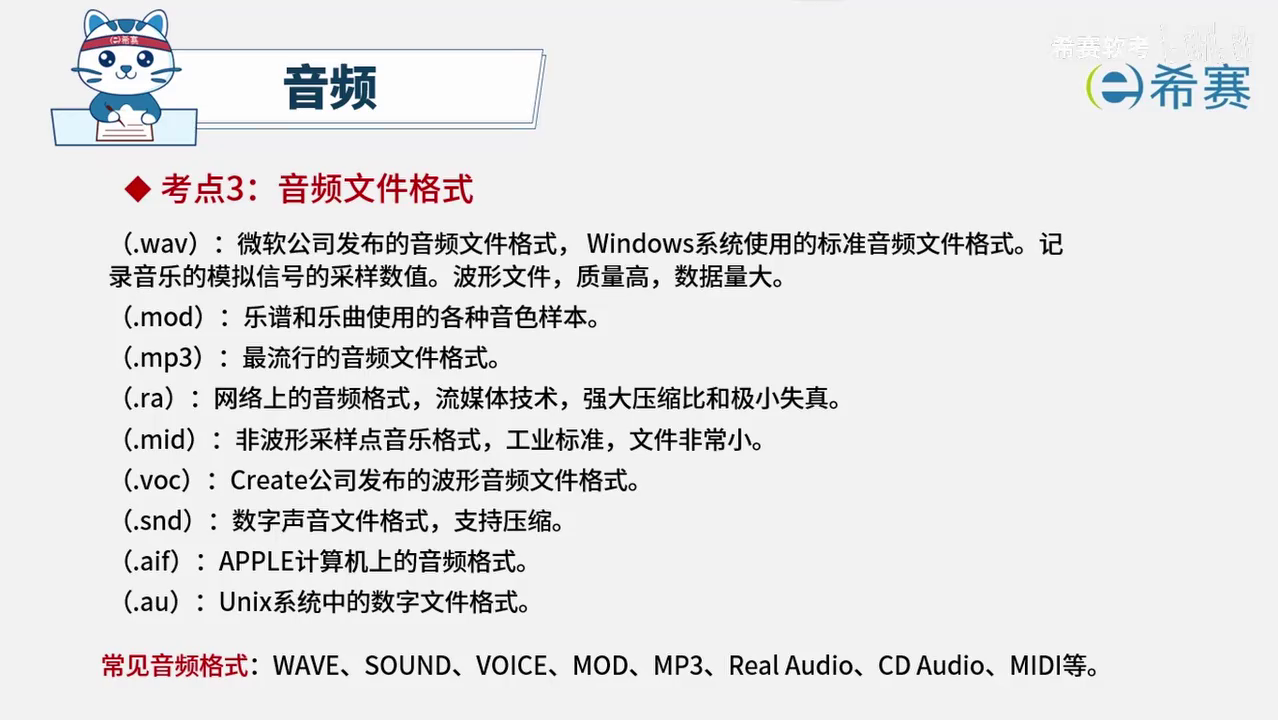 希赛
音频
希赛软考
希赛
◆ 考点3：音频文件格式
（.wav）：微软公司发布的音频文件格式， Windows系统使用的标准音频文件格式。记
录音乐的模拟信号的采样数值。波形文件，质量高，数据量大。
（.mod）：乐谱和乐曲使用的各种音色样本。
（.mp3）：最流行的音频文件格式。
（.ra）：网络上的音频格式，流媒体技术，强大压缩比和极小失真。
（.mid）：非波形采样点音乐格式，工业标准，文件非常小。
（.voc）：Create公司发布的波形音频文件格式。
（.snd）：数字声音文件格式，支持压缩。
（.aif）：APPLE计算机上的音频格式。
（.au）：Unix系统中的数字文件格式。
常见音频格式：WAVE、SOUND、VOICE、MOD、MP3、Real Audio、CD Audio、MIDI等。